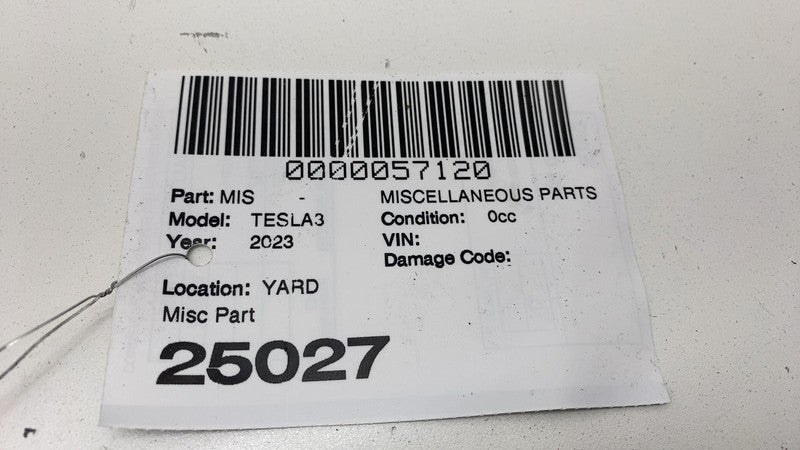 0000057120
Part: MIS - MISCELLANEOUS PARTS
Model: TESLA3 Condition: 0cc
Year: 2023 VIN:
Damage Code:
Location: YARD
Misc Part
25027